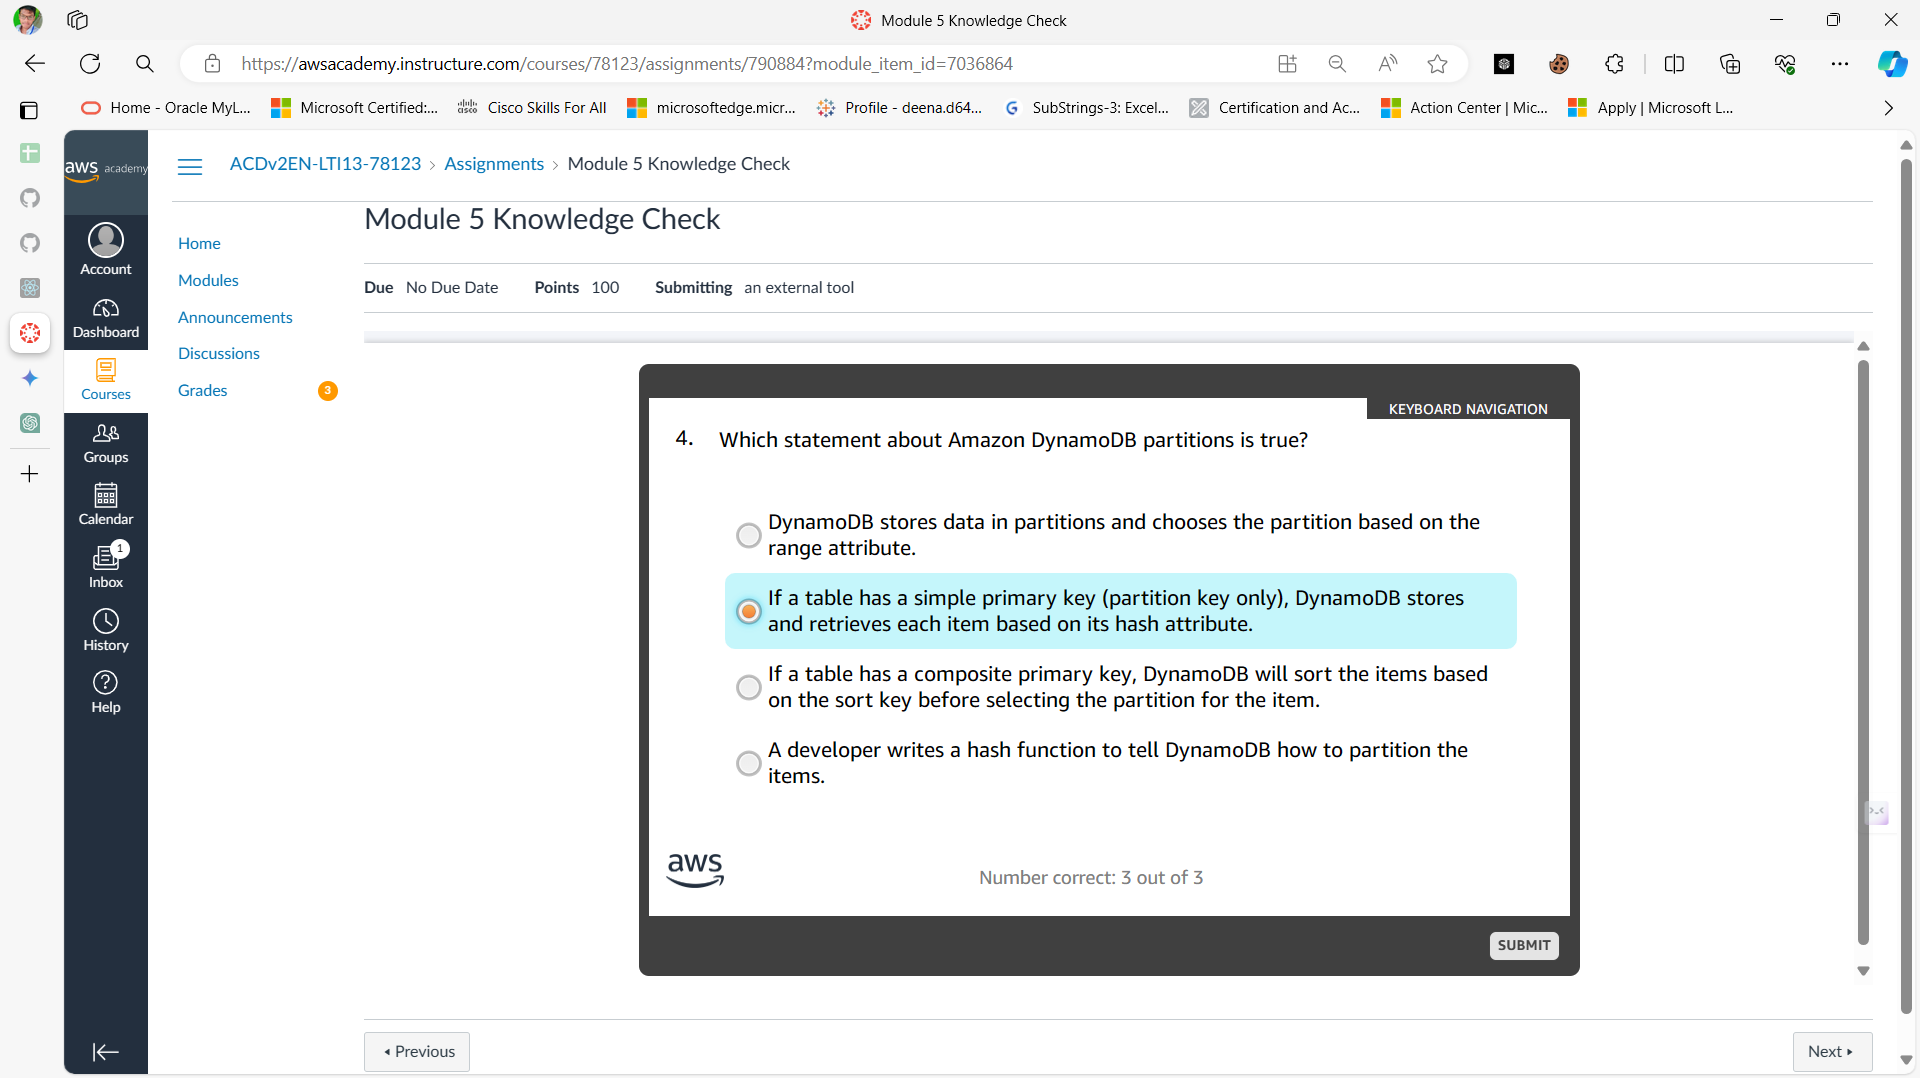 Module 5 Knowledge Check
https://awsacademy.instructure.com/courses/78123/assignments/790884?module_item_id=7036864
Home - Oracle MyL...
Microsoft Certified:...
Cisco Skills For All
microsoftedge.micr...
Profile - deena.d64...
SubStrings-3: Excel...
Certification and Ac...
Action Center | Mic...
Apply | Microsoft L...
aws academy
ACDv2EN-LTI13-78123 › Assignments › Module 5 Knowledge Check
Account
Dashboard
Courses
Groups
Calendar
1
Inbox
History
Help
Home
Modules
Announcements
Discussions
Grades 3
Module 5 Knowledge Check
Due No Due Date Points 100 Submitting an external tool
KEYBOARD NAVIGATION
4. Which statement about Amazon DynamoDB partitions is true?
DynamoDB stores data in partitions and chooses the partition based on the
range attribute.
If a table has a simple primary key (partition key only), DynamoDB stores
and retrieves each item based on its hash attribute.
If a table has a composite primary key, DynamoDB will sort the items based
on the sort key before selecting the partition for the item.
A developer writes a hash function to tell DynamoDB how to partition the
items.
aws
Number correct: 3 out of 3
SUBMIT
Previous
Next